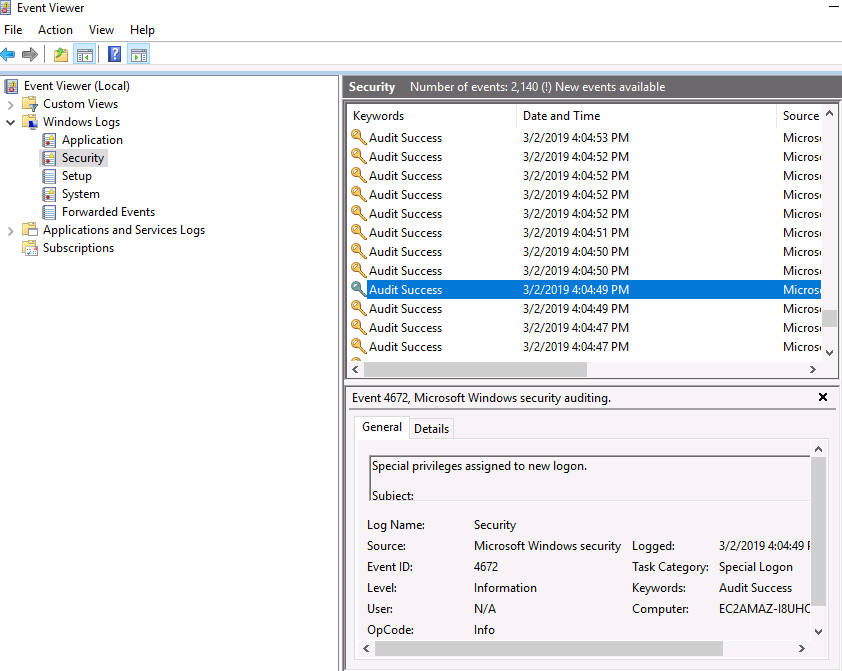 Event Viewer
File Action View Help
Event Viewer (Local)
Custom Views
Windows Logs
Application
Security
Setup
System
Forwarded Events
Applications and Services Logs
Subscriptions
Security Number of events: 2,140 (!) New events available
Keywords Date and Time Source
Audit Success 3/2/2019 4:04:53 PM Micros
Audit Success 3/2/2019 4:04:52 PM Micros
Audit Success 3/2/2019 4:04:52 PM Micros
Audit Success 3/2/2019 4:04:52 PM Micros
Audit Success 3/2/2019 4:04:52 PM Micros
Audit Success 3/2/2019 4:04:51 PM Micros
Audit Success 3/2/2019 4:04:50 PM Micros
Audit Success 3/2/2019 4:04:50 PM Micros
Audit Success 3/2/2019 4:04:49 PM Micros
Audit Success 3/2/2019 4:04:49 PM Micros
Audit Success 3/2/2019 4:04:47 PM Micros
Audit Success 3/2/2019 4:04:47 PM Micros
Event 4672, Microsoft Windows security auditing.
General Details
Special privileges assigned to new logon.
Subject:
Log Name: Security
Source: Microsoft Windows security Logged: 3/2/2019 4:04:49
Event ID: 4672 Task Category: Special Logon
Level: Information Keywords: Audit Success
User: N/A Computer: EC2AMAZ-I8UHC
OpCode: Info